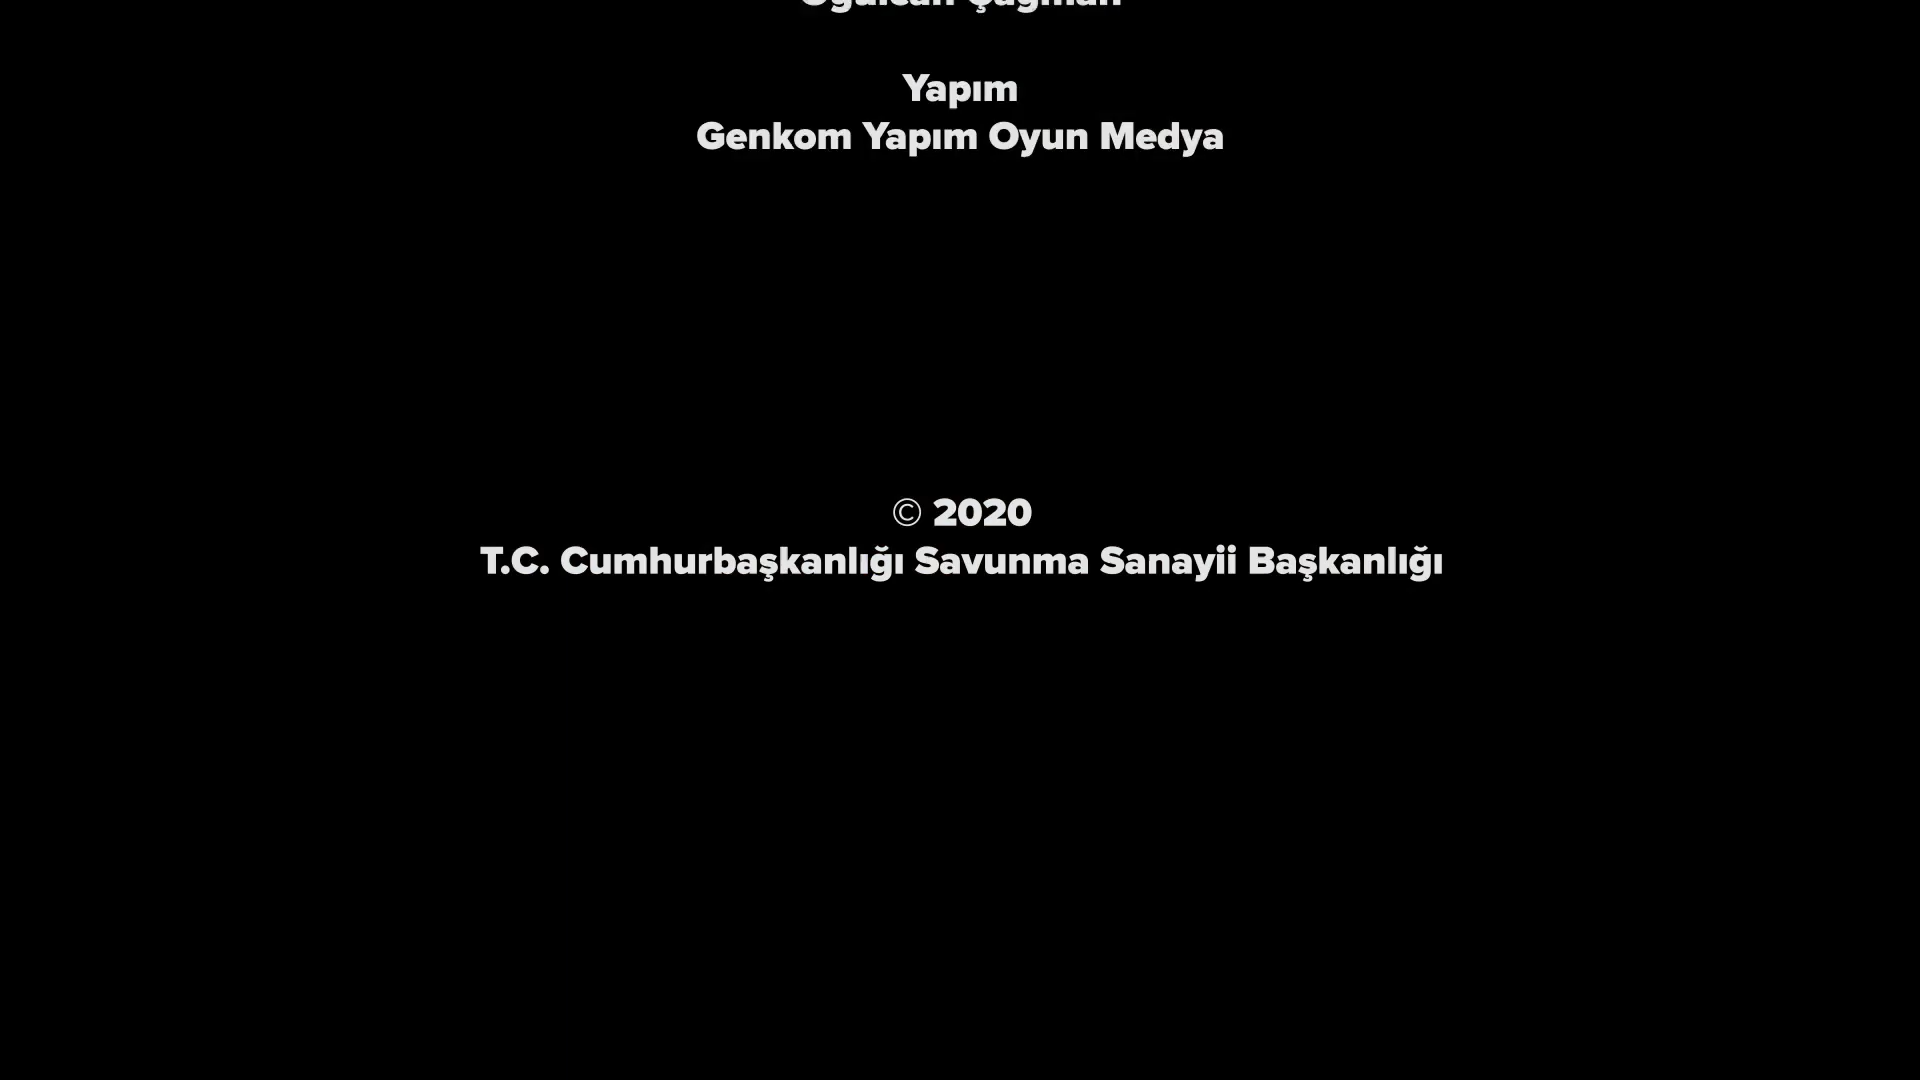 Yapım
Genkom Yapım Oyun Medya
© 2020
T.C. Cumhurbaşkanlığı Savunma Sanayii Başkanlığı